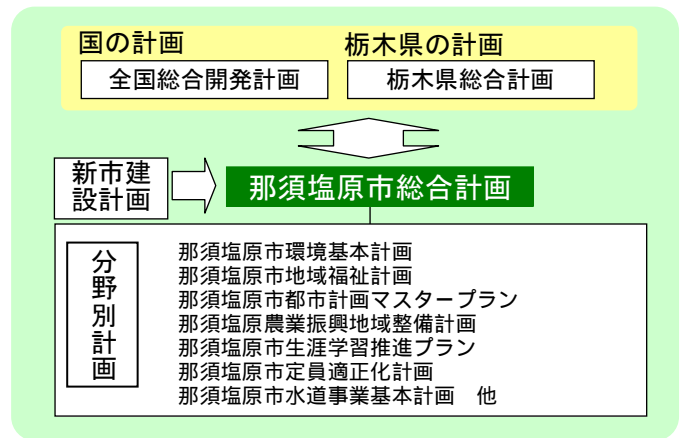 国の計画
栃木県の計画
全国総合開発計画
栃木県総合計画
新市建
設計画
那須塩原市総合計画
分野別計画
那須塩原市環境基本計画
那須塩原市地域福祉計画
那須塩原市都市計画マスタープラン
那須塩原農業振興地域整備計画
那須塩原市生涯学習推進プラン
那須塩原市定員適正化計画
那須塩原市水道事業基本計画　他